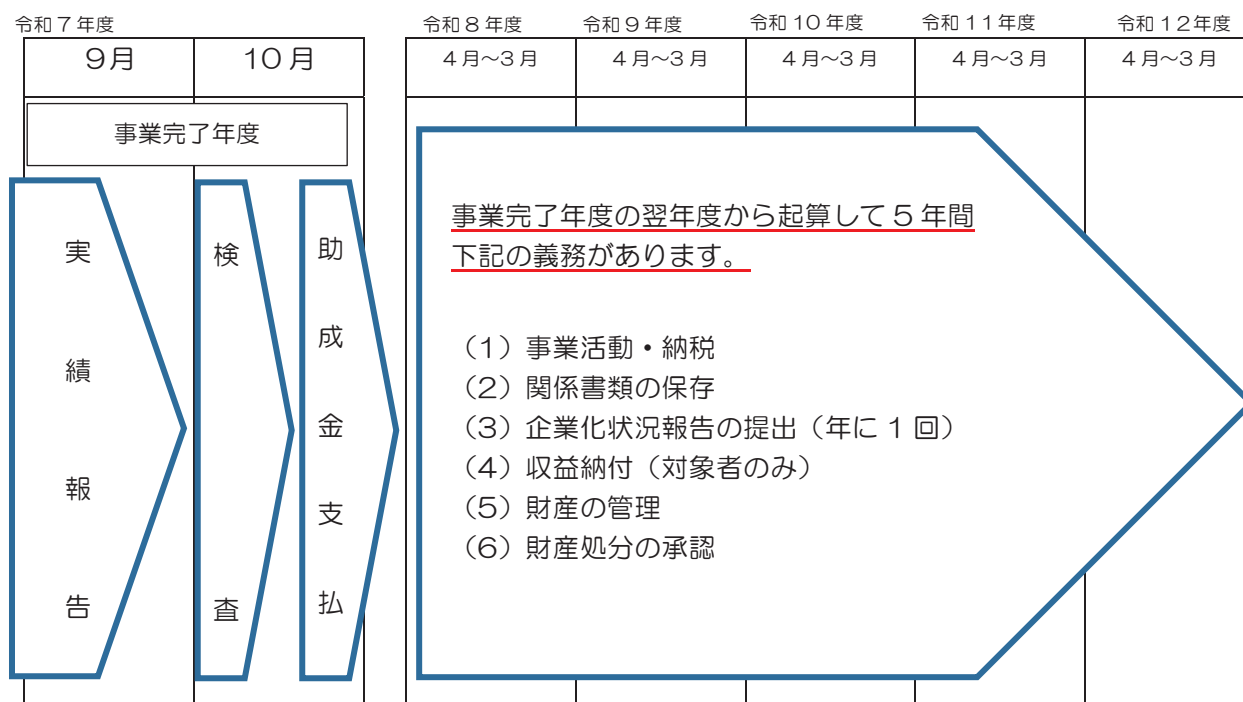 令和７年度
9月
10月
事業完了年度
実績報告
検査
助成金支払
令和８年度
令和９年度
令和10年度
令和11年度
令和12年度
4月～3月
4月～3月
4月～3月
4月～3月
4月～3月
事業完了年度の翌年度から起算して5年間
下記の義務があります。
（1）事業活動・納税
（2）関係書類の保存
（3）企業化状況報告の提出（年に1回）
（4）収益納付（対象者のみ）
（5）財産の管理
（6）財産処分の承認